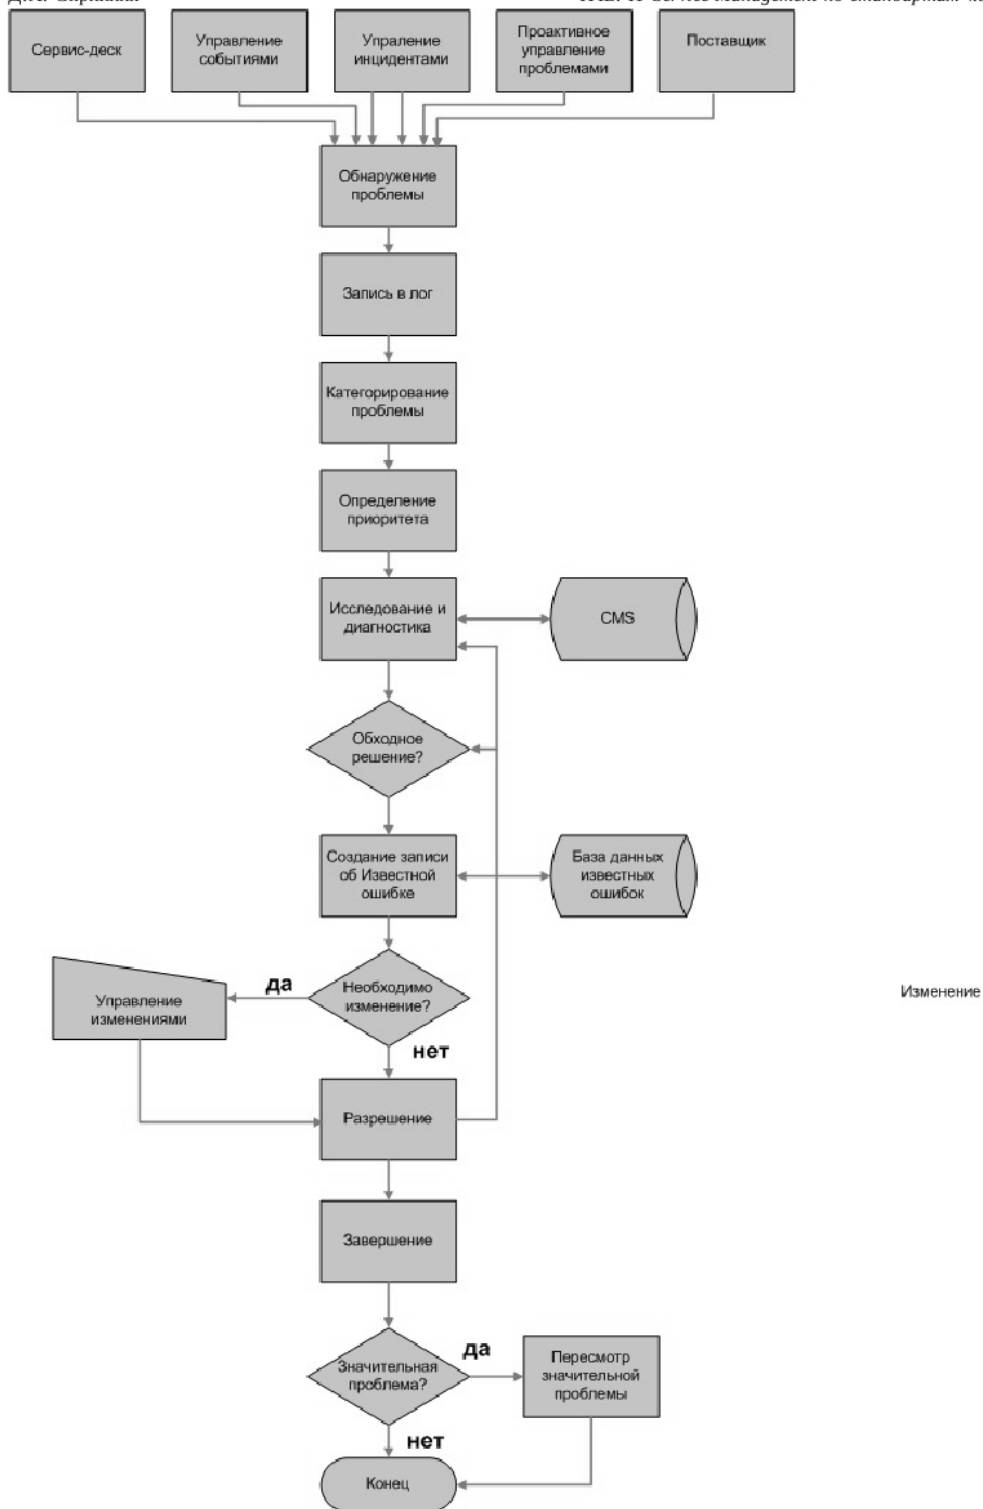 Сервис-деск
Управление
событиями
Упраление
инцидентами
Проактивное
управление
проблемами
Поставщик
Обнаружение
проблемы
Запись в лог
Категорирование
проблемы
Определение
приоритета
Исследование и
диагностика
CMS
Обходное
решение?
Создание записи
об Известной
ошибке
База данных
известных
ошибок
да
Необходимо
изменение?
Управление
изменениями
Изменение
нет
Разрешение
Завершение
Значительная
проблема?
да
Пересмотр
значительной
проблемы
нет
Конец